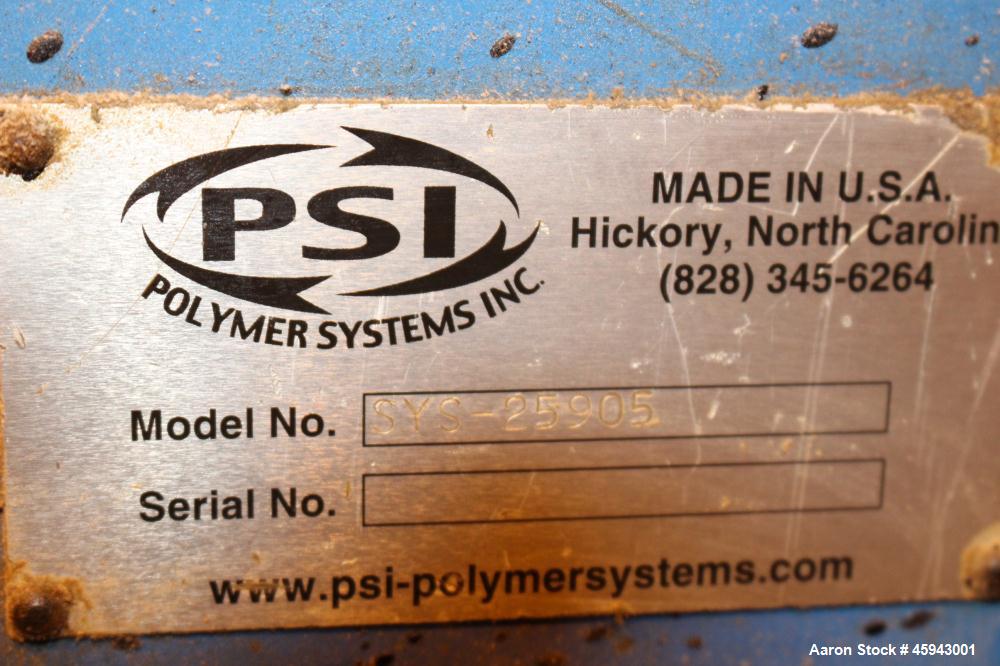 PSI
POLYMER SYSTEMS INC.
MADE IN U.S.A.
Hickory, North Carolin
(828) 345-6264
Model No. SYS-25905
Serial No.
www.psi-polymersystems.com
Aaron Stock # 45943001